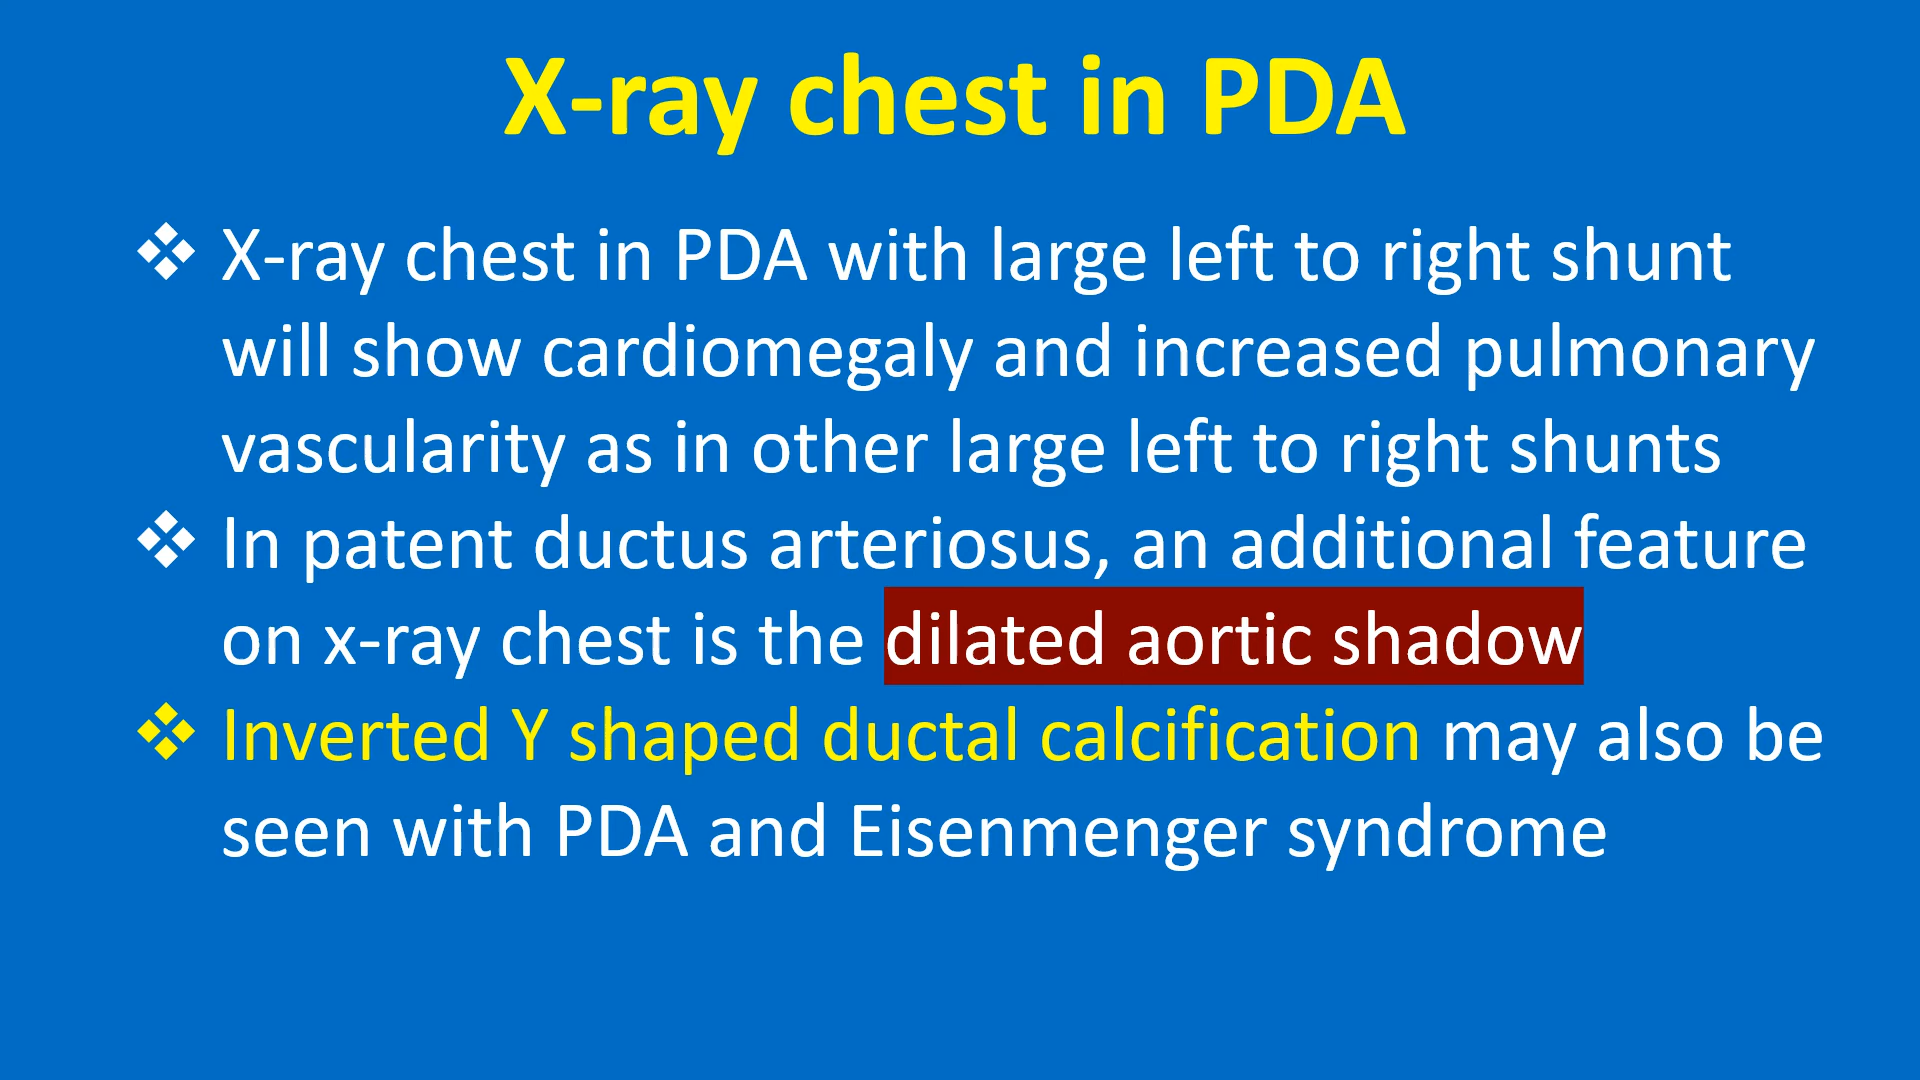 X-ray chest in PDA
❖ X-ray chest in PDA with large left to right shunt
will show cardiomegaly and increased pulmonary
vascularity as in other large left to right shunts
❖ In patent ductus arteriosus, an additional feature
on x-ray chest is the dilated aortic shadow
❖ Inverted Y shaped ductal calcification may also be
seen with PDA and Eisenmenger syndrome